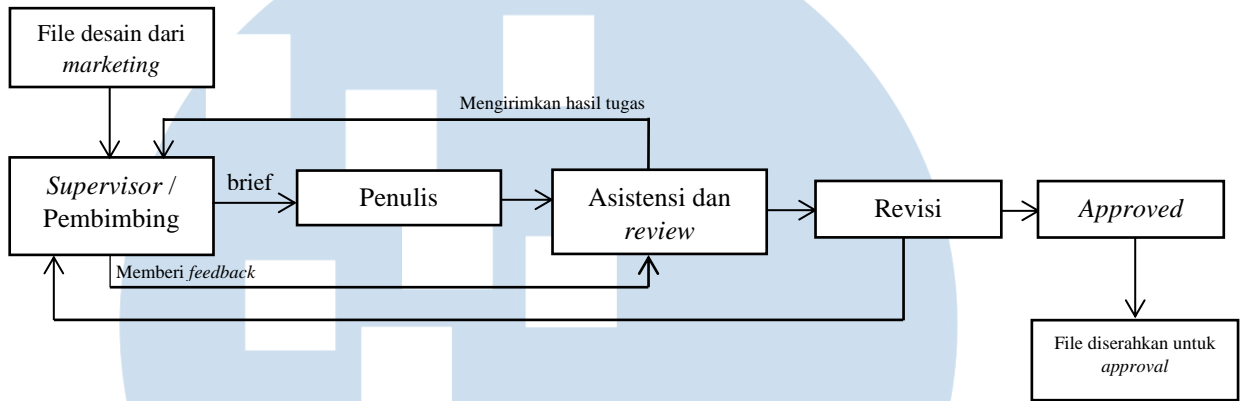 File desain dari
marketing
Mengirimkan hasil tugas
Supervisor /
Pembimbing
brief
Penulis
Asistensi dan
review
Revisi
Approved
Memberi feedback
File diserahkan untuk
approval